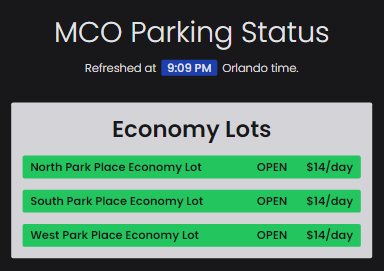 MCO Parking Status
Refreshed at 9:09 PM Orlando time.
Economy Lots
North Park Place Economy Lot OPEN $14/day
South Park Place Economy Lot OPEN $14/day
West Park Place Economy Lot OPEN $14/day